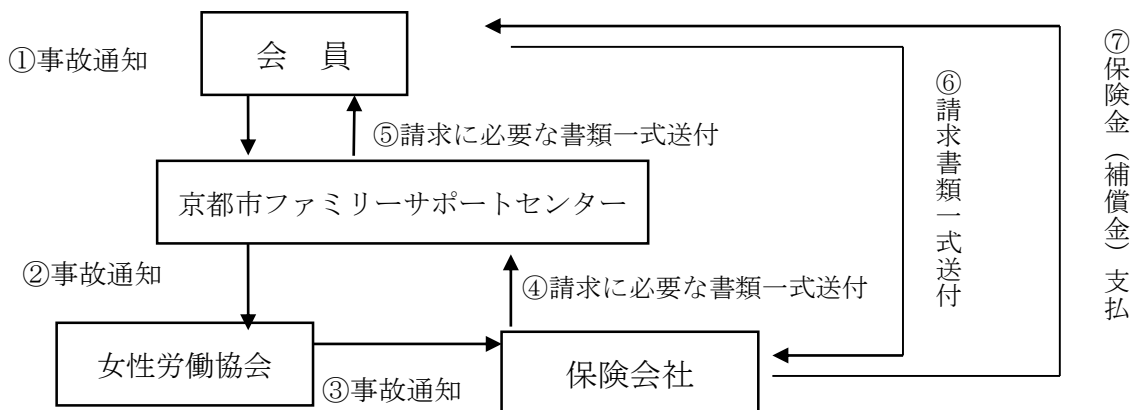 ①事故通知
会　員
⑤請求に必要な書類一式送付
京都市ファミリーサポートセンター
②事故通知
④請求に必要な書類一式送付
女性労働協会
③事故通知
保険会社
⑥請求書類一式送付
⑦保険金（補償金）支払